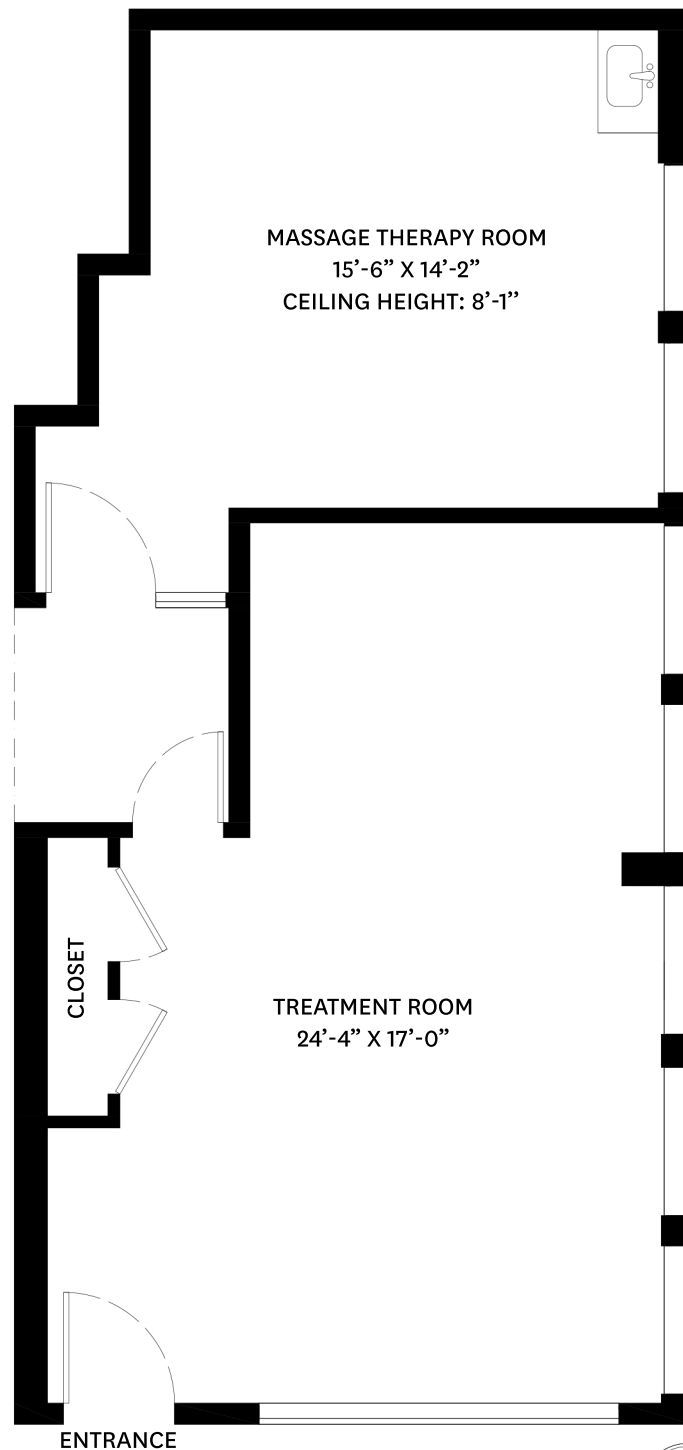 MASSAGE THERAPY ROOM
15’-6” X 14’-2”
CEILING HEIGHT: 8’-1”
CLOSET
TREATMENT ROOM
24’-4” X 17’-0”
ENTRANCE